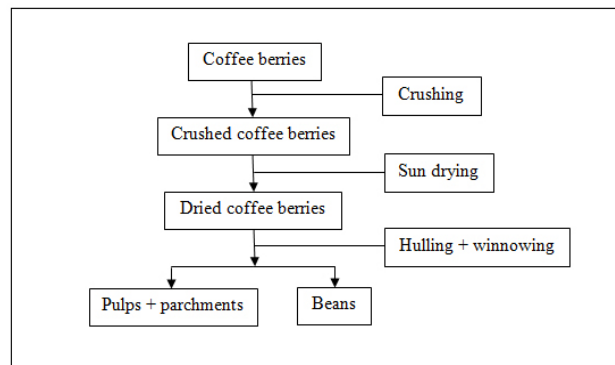 Coffee berries
Crushing
Crushed coffee berries
Sun drying
Dried coffee berries
Hulling + winnowing
Pulps + parchments
Beans